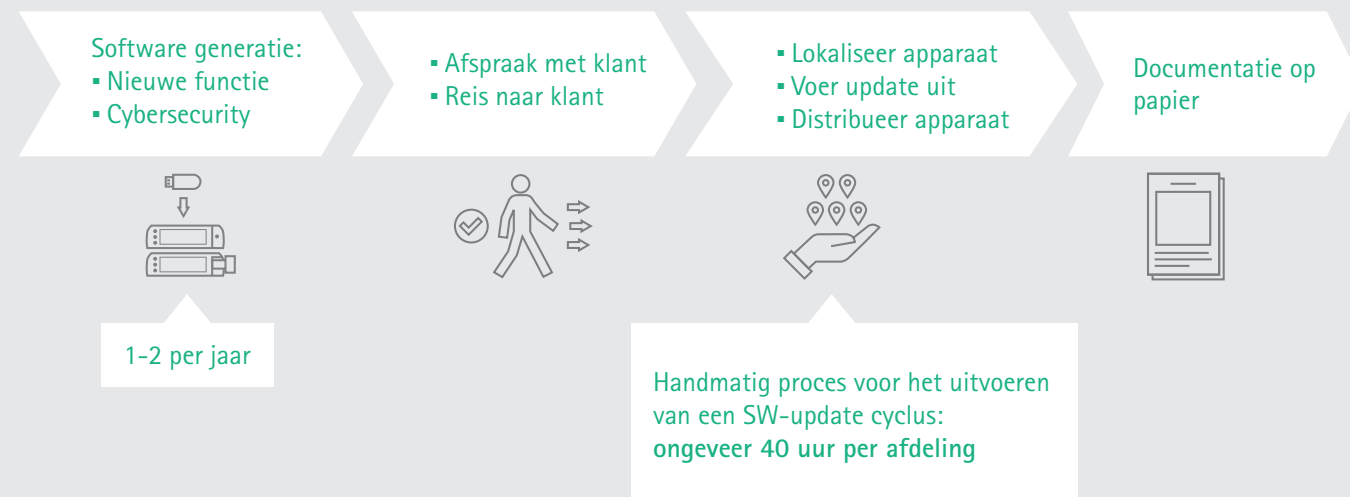 Software generatie:
▪ Nieuwe functie
▪ Cybersecurity
▪ Afspraak met klant
▪ Reis naar klant
▪ Lokaliseer apparaat
▪ Voer update uit
▪ Distribueer apparaat
Documentatie op
papier
1-2 per jaar
Handmatig proces voor het uitvoeren
van een SW-update cyclus:
ongeveer 40 uur per afdeling